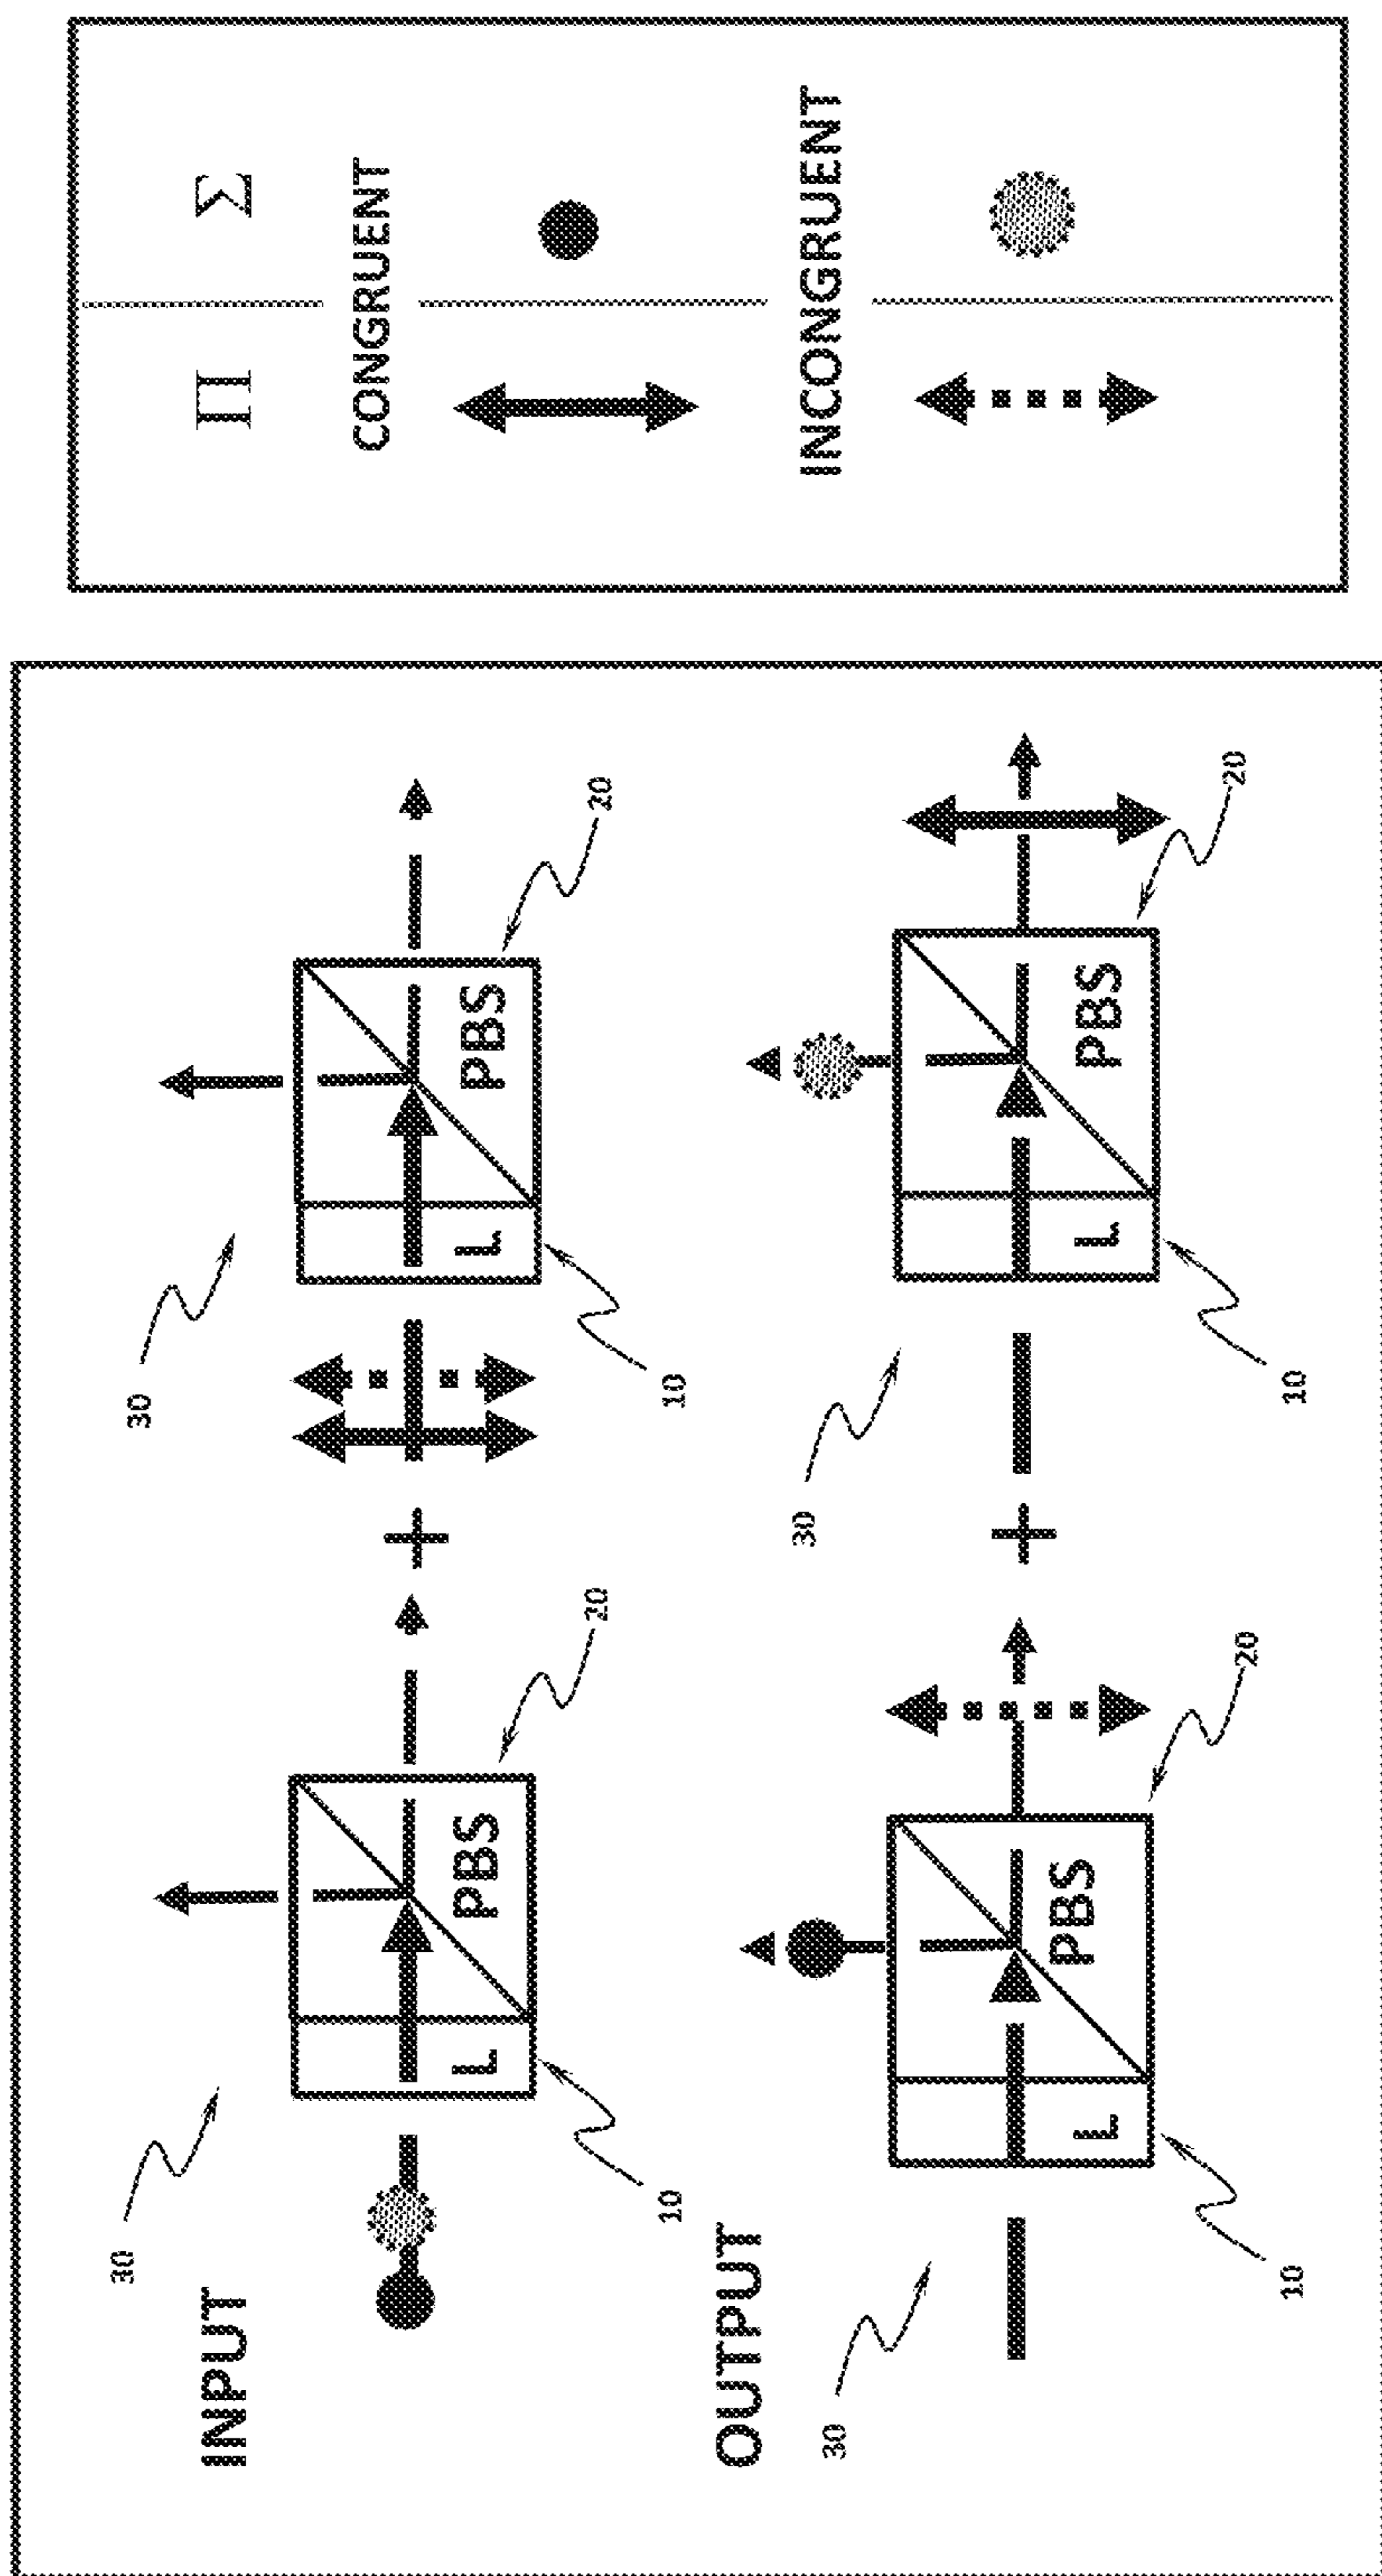 30
30
INPUT
+
L
PBS
L
PBS
20
20
10
10
OUTPUT
30
30
+
L
PBS
L
PBS
20
20
10
10
Π Σ
CONGRUENT
INCONGRUENT